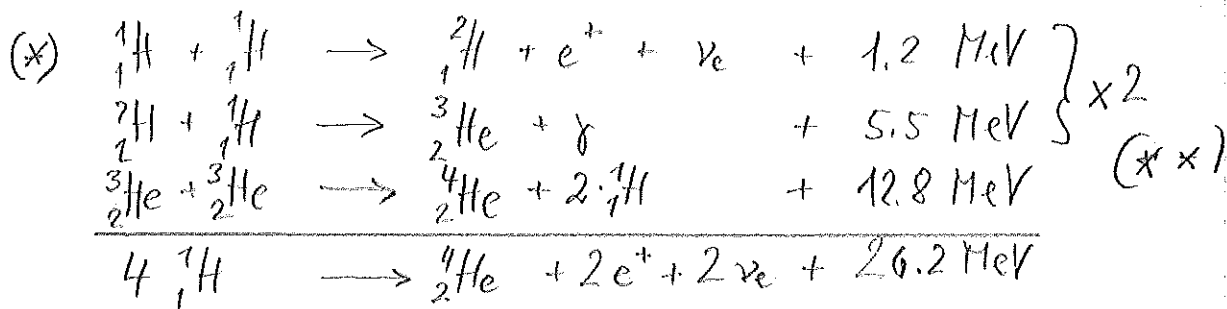 (*) ¹₁H + ¹₁H → ²₁H + e⁺ + νₑ + 1.2 MeV } × 2
²₁H + ¹₁H → ³₂He + γ + 5.5 MeV
(* *)
³₂He + ³₂He → ⁴₂He + 2·¹₁H + 12.8 MeV
4 ¹₁H → ⁴₂He + 2e⁺ + 2νₑ + 26.2 MeV